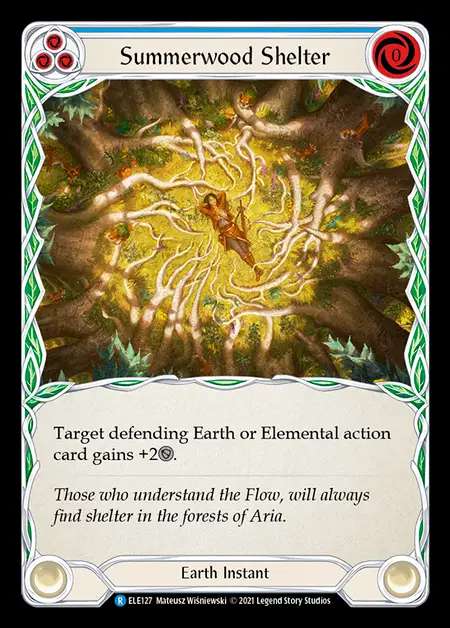 Summerwood Shelter
0
Target defending Earth or Elemental action
card gains +2.
Those who understand the Flow, will always
find shelter in the forests of Aria.
Earth Instant
R ELE127 Mateusz Wiśniewski © 2021 Legend Story Studios